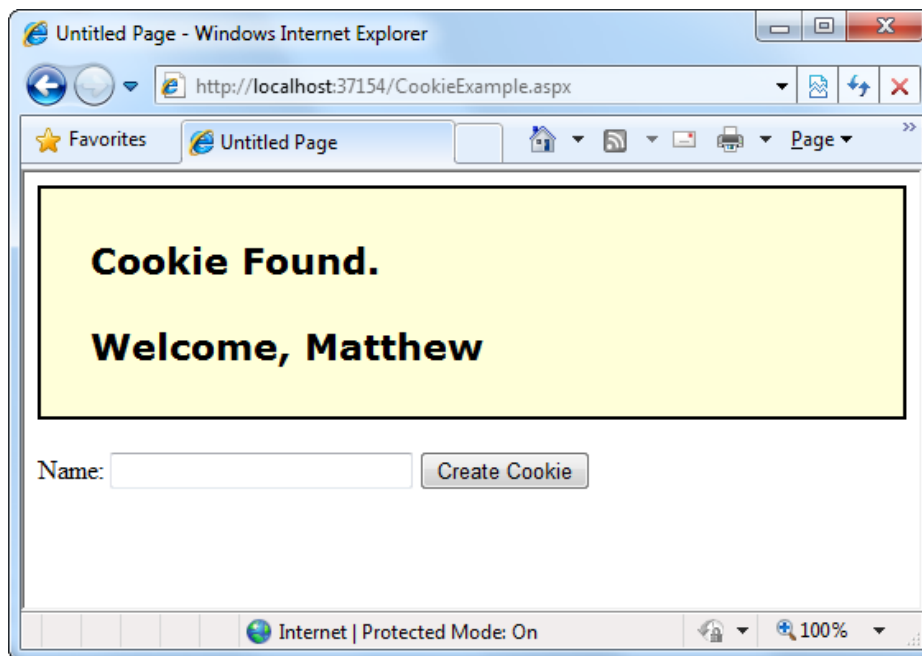 Untitled Page - Windows Internet Explorer
http://localhost:37154/CookieExample.aspx
Favorites Untitled Page Page »
Cookie Found.
Welcome, Matthew
Name: Create Cookie
Internet | Protected Mode: On 100%